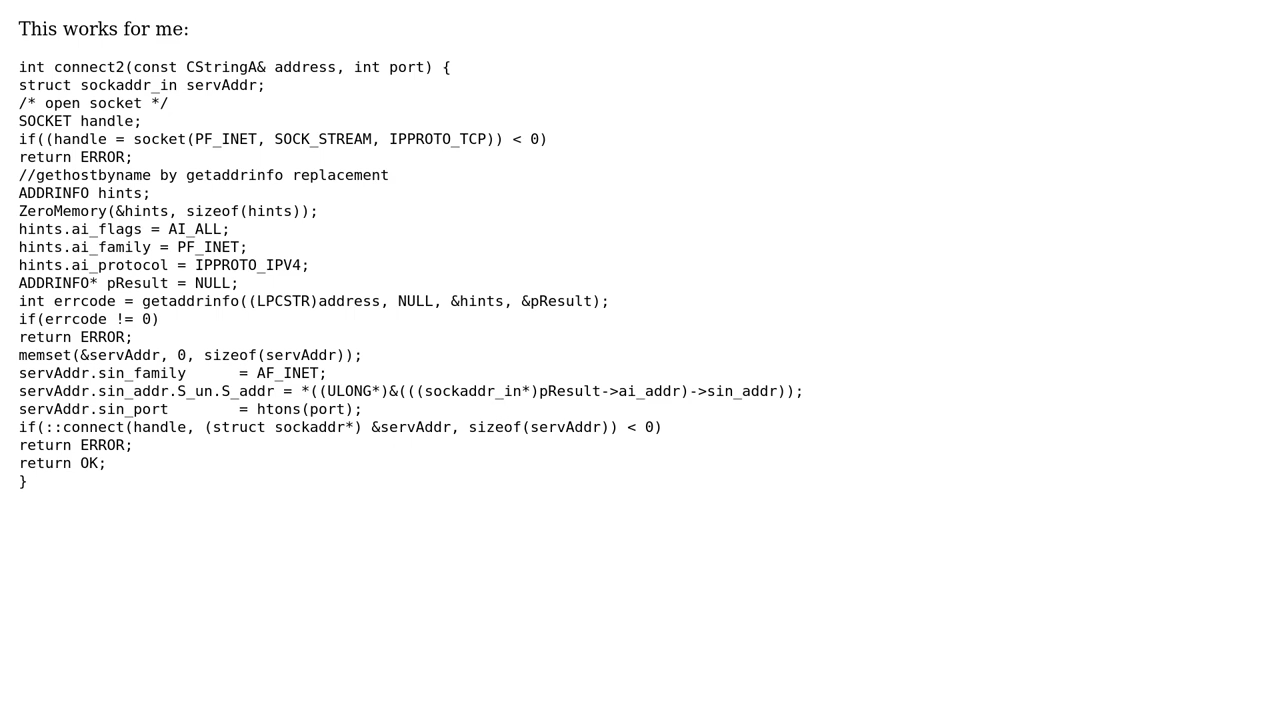 This works for me:
int connect2(const CStringA& address, int port) {
struct sockaddr_in servAddr;
/* open socket */
SOCKET handle;
if((handle = socket(PF_INET, SOCK_STREAM, IPPROTO_TCP)) < 0)
return ERROR;
//gethostbyname by getaddrinfo replacement
ADDRINFO hints;
ZeroMemory(&hints, sizeof(hints));
hints.ai_flags = AI_ALL;
hints.ai_family = PF_INET;
hints.ai_protocol = IPPROTO_IPV4;
ADDRINFO* pResult = NULL;
int errcode = getaddrinfo((LPCSTR)address, NULL, &hints, &pResult);
if(errcode != 0)
return ERROR;
memset(&servAddr, 0, sizeof(servAddr));
servAddr.sin_family      = AF_INET;
servAddr.sin_addr.S_un.S_addr = *((ULONG*)&(((sockaddr_in*)pResult->ai_addr)->sin_addr));
servAddr.sin_port        = htons(port);
if(::connect(handle, (struct sockaddr*) &servAddr, sizeof(servAddr)) < 0)
return ERROR;
return OK;
}